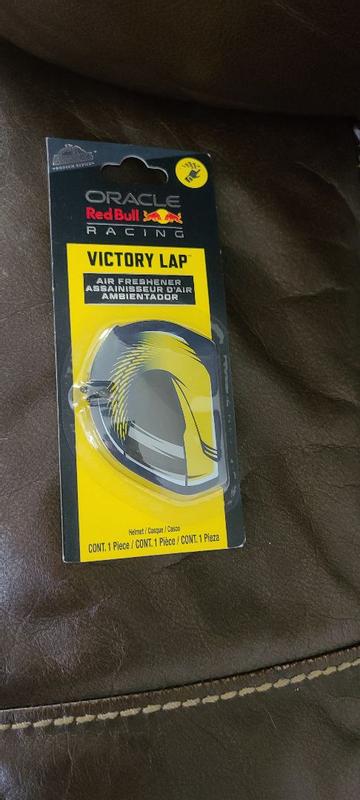 ORACLE
Red Bull
RACING
VICTORY LAP™
AIR FRESHENER
ASSAINISSEUR D'AIR
AMBIENTADOR
Helmet / Casque / Casco
CONT. 1 Piece / CONT. 1 Pièce / CONT. 1 Pieza